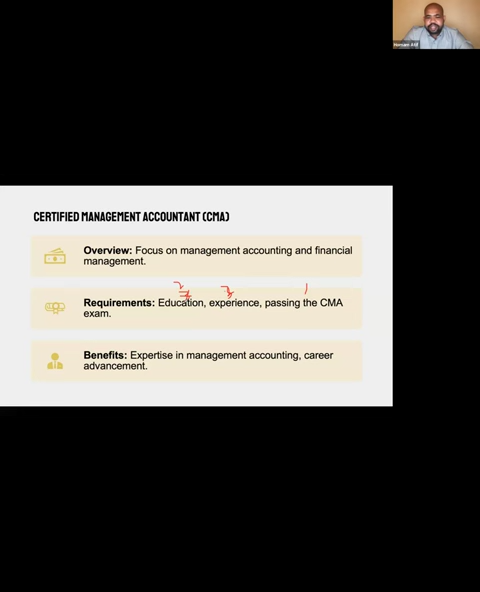 CERTIFIED MANAGEMENT ACCOUNTANT (CMA)
Overview: Focus on management accounting and financial
management.
Requirements: Education, experience, passing the CMA
exam.
Benefits: Expertise in management accounting, career
advancement.